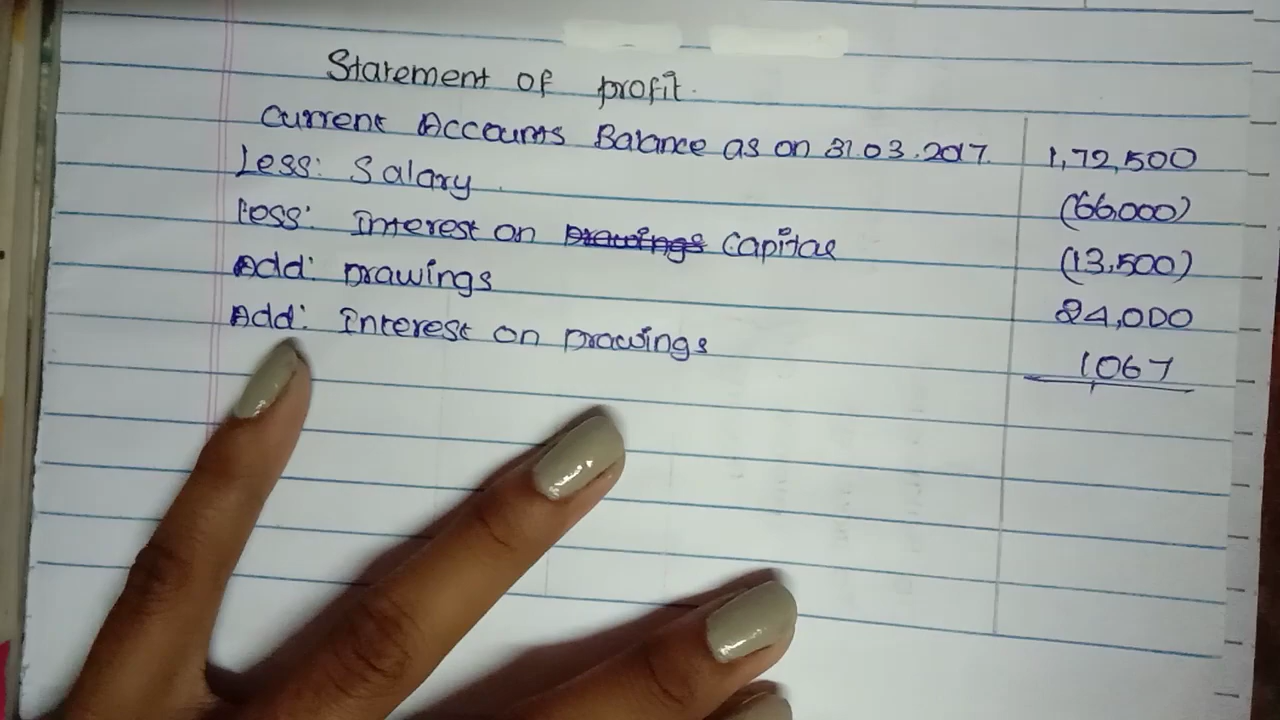 Statement of profit.
Current Accounts Balance as on 31.03.2017. 1,72,500
Less: Salary (66,000)
Less: Interest on Drawings Capital (13,500)
Add: Drawings 24,000
Add: Interest on Drawings 1067